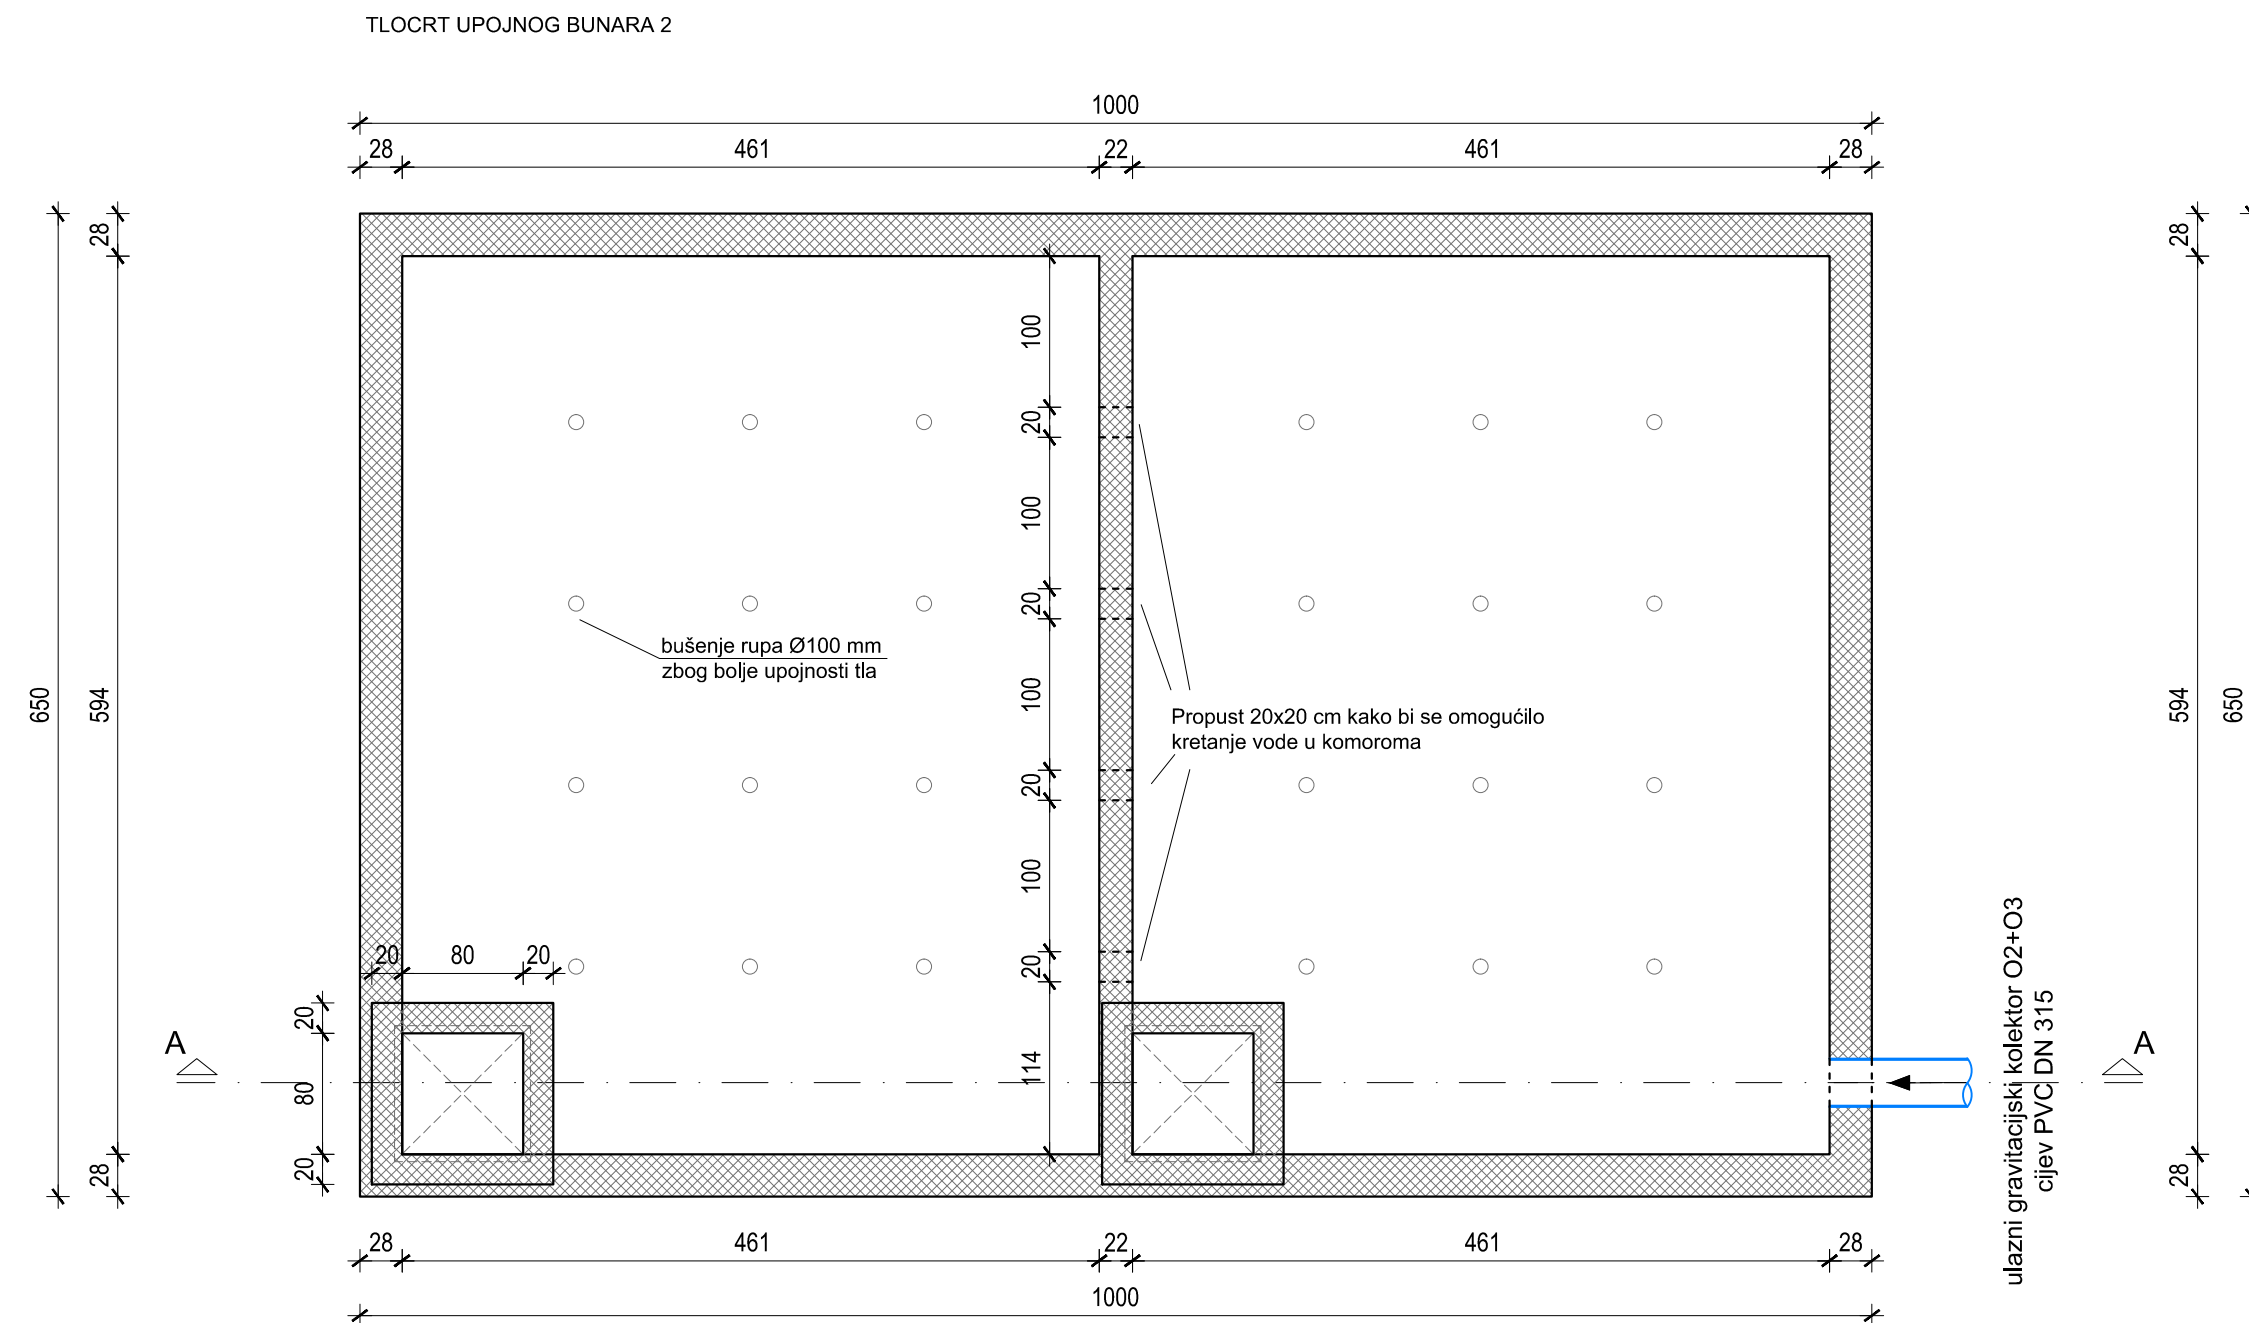 TLOCRT UPOJNOG BUNARA 2
1000
28 461 22 461 28
28
28
100
20
100
20
bušenje rupa Ø100 mm
zbog bolje upojnosti tla
650
594
100
Propust 20x20 cm kako bi se omogućilo
kretanje vode u komoroma
594
650
20
100
20 80 20
20
20
A
80
114
A
20
28
28
ulazni gravitacijski kolektor O2+O3
cijev PVC DN 315
28 461 22 461 28
1000